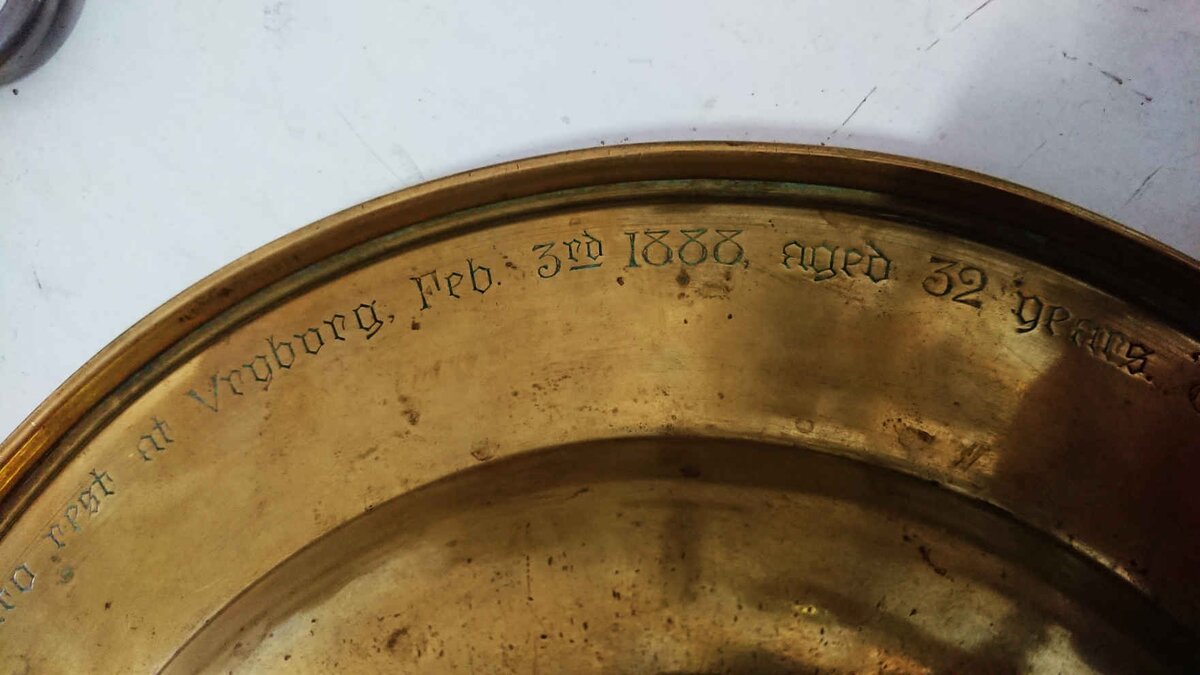 rest at Vryburg, Feb. 3rd 1888, aged 32 years.